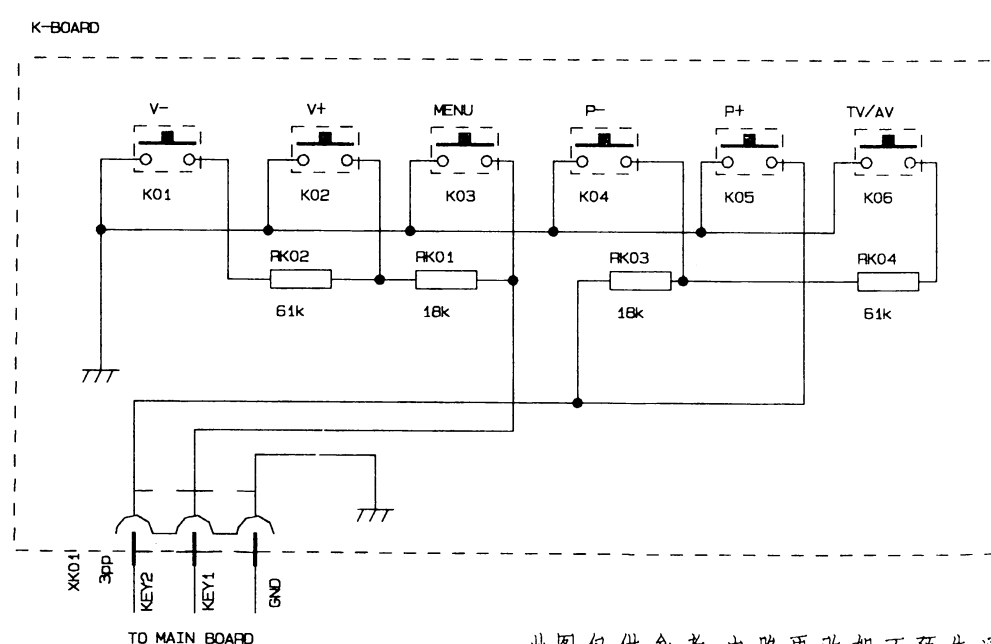 K-BOARD
V-
V+
MENU
P-
P+
TV/AV
K01
K02
K03
K04
K05
K06
RK02
RK01
RK03
RK04
61k
18k
18k
61k
XK01
3pp
KEY2
KEY1
GND
TO MAIN BOARD